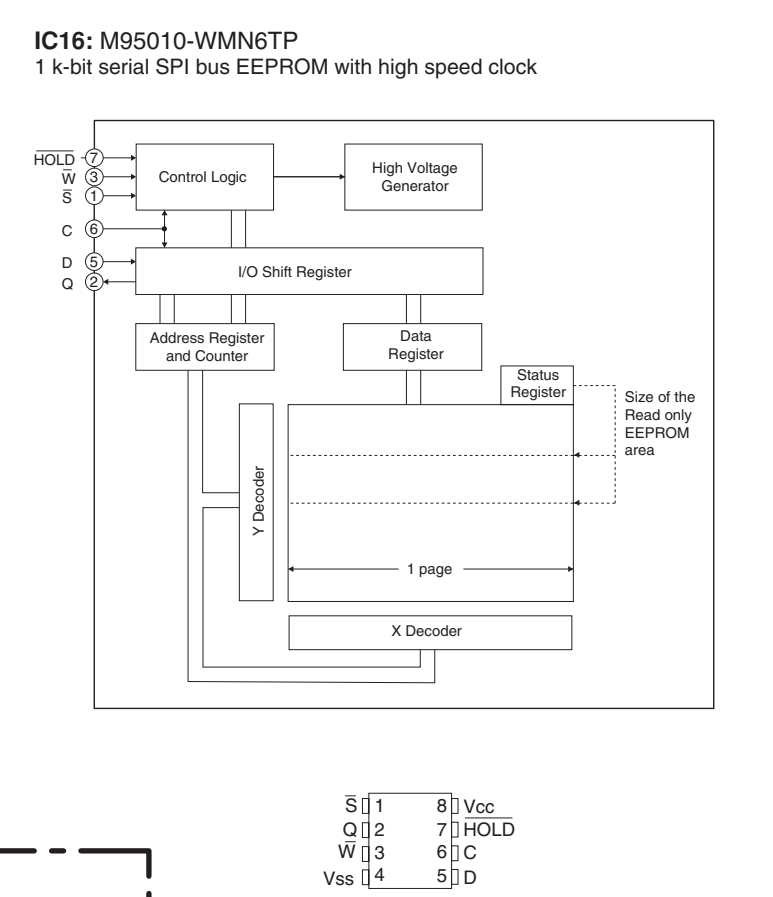 IC16: M95010-WMN6TP
1 k-bit serial SPI bus EEPROM with high speed clock
H̅O̅L̅D̅ 7
W̅ 3
S̅ 1
C 6
D 5
Q 2
Control Logic
High Voltage
Generator
I/O Shift Register
Address Register
and Counter
Data
Register
Status
Register
Size of the
Read only
EEPROM
area
Y Decoder
1 page
X Decoder
S̅ 1 8 Vcc
Q 2 7 H̅O̅L̅D̅
W̅ 3 6 C
Vss 4 5 D